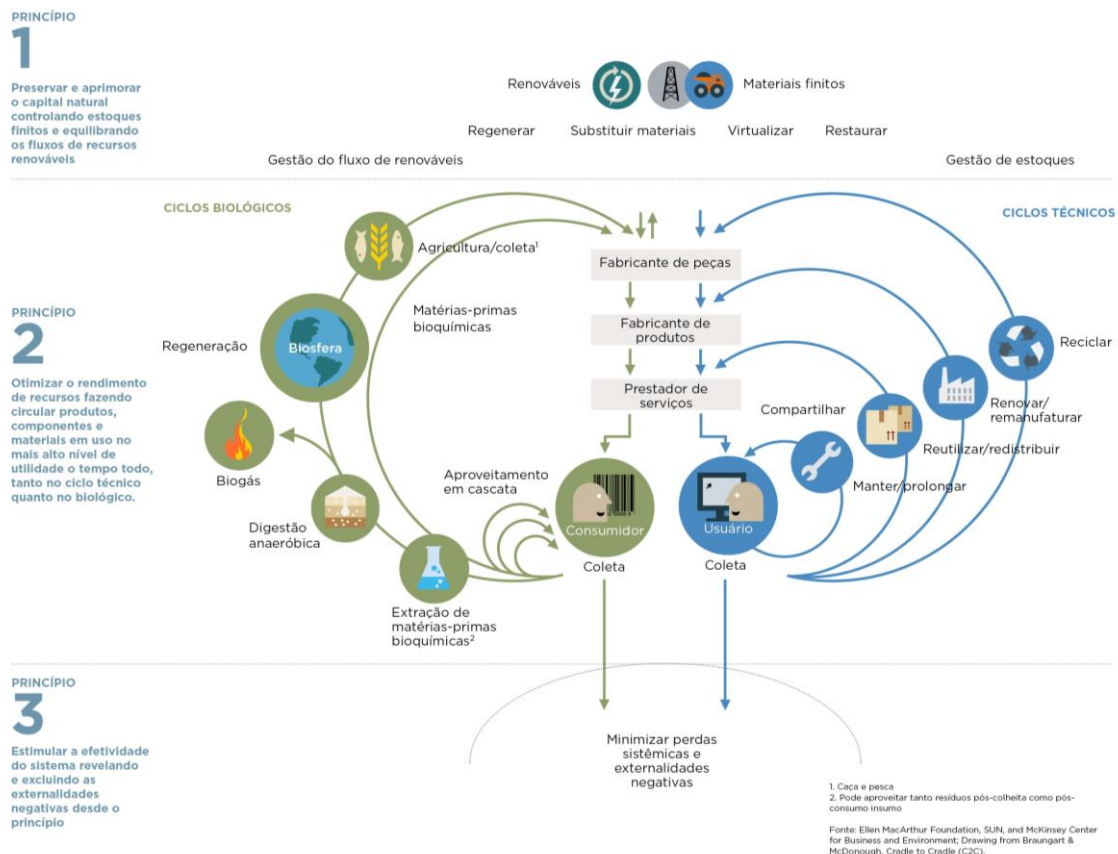 PRINCÍPIO
1
Preservar e aprimorar
o capital natural
controlando estoques
finitos e equilibrando
os fluxos de recursos
renováveis
Renováveis
Materiais finitos
Regenerar
Substituir materiais
Virtualizar
Restaurar
Gestão do fluxo de renováveis
Gestão de estoques
PRINCÍPIO
2
Otimizar o rendimento
de recursos fazendo
circular produtos,
componentes e
materiais em uso no
mais alto nível de
utilidade o tempo todo,
tanto no ciclo técnico
quanto no biológico.
CICLOS BIOLÓGICOS
CICLOS TÉCNICOS
Agricultura/coleta¹
Matérias-primas
bioquímicas
Regeneração
Biosfera
Biogás
Digestão
anaeróbica
Extração de
matérias-primas
bioquímicas²
Aproveitamento
em cascata
Fabricante de peças
Fabricante de
produtos
Prestador de
serviços
Consumidor
Coleta
Usuário
Coleta
Compartilhar
Manter/prolongar
Reutilizar/redistribuir
Renovar/
remanufaturar
Reciclar
PRINCÍPIO
3
Estimular a efetividade
do sistema revelando
e excluindo as
externalidades
negativas desde o
princípio
Minimizar perdas
sistêmicas e
externalidades
negativas
1. Caça e pesca
2. Pode aproveitar tanto resíduos pós-colheita como pós-
consumo insumo
Fonte: Ellen MacArthur Foundation, SUN, and McKinsey Center
for Business and Environment; Drawing from Braungart &
McDonough, Cradle to Cradle (C2C).